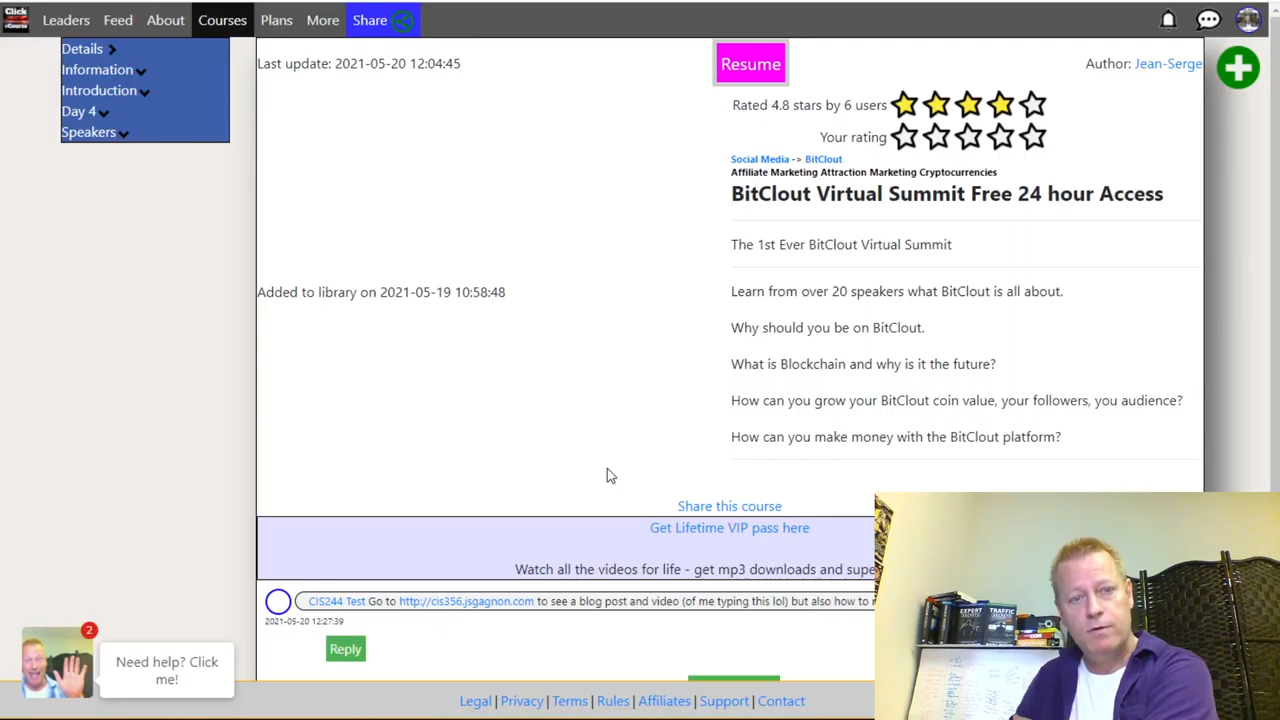 Click
eCourse
Leaders Feed About Courses Plans More Share
Details
Information
Introduction
Day 4
Speakers
Last update: 2021-05-20 12:04:45
Resume
Author: Jean-Serge
Rated 4.8 stars by 6 users
Your rating
Social Media -> BitClout
Affiliate Marketing Attraction Marketing Cryptocurrencies
BitClout Virtual Summit Free 24 hour Access
The 1st Ever BitClout Virtual Summit
Added to library on 2021-05-19 10:58:48
Learn from over 20 speakers what BitClout is all about.
Why should you be on BitClout.
What is Blockchain and why is it the future?
How can you grow your BitClout coin value, your followers, you audience?
How can you make money with the BitClout platform?
Share this course
Get Lifetime VIP pass here
Watch all the videos for life - get mp3 downloads and supe
CIS244 Test Go to http://cis356.jsgagnon.com to see a blog post and video (of me typing this lol) but also how to
2021-05-20 12:27:39
Reply
2
Need help? Click
me!
EXPERT
TRAFFIC
Legal | Privacy | Terms | Rules | Affiliates | Support | Contact